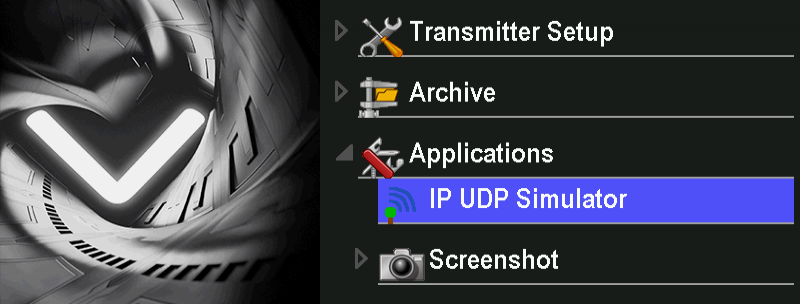 Transmitter Setup
Archive
Applications
IP UDP Simulator
Screenshot